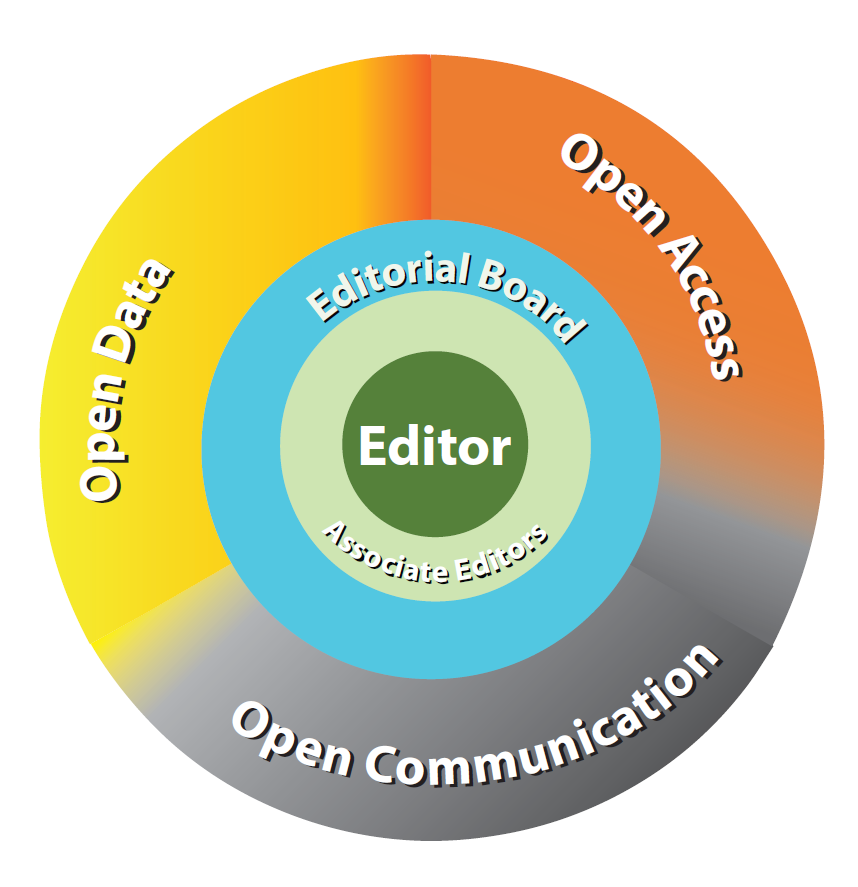 Open Access
Open Data
Editorial Board
Editor
Associate Editors
Open Communication